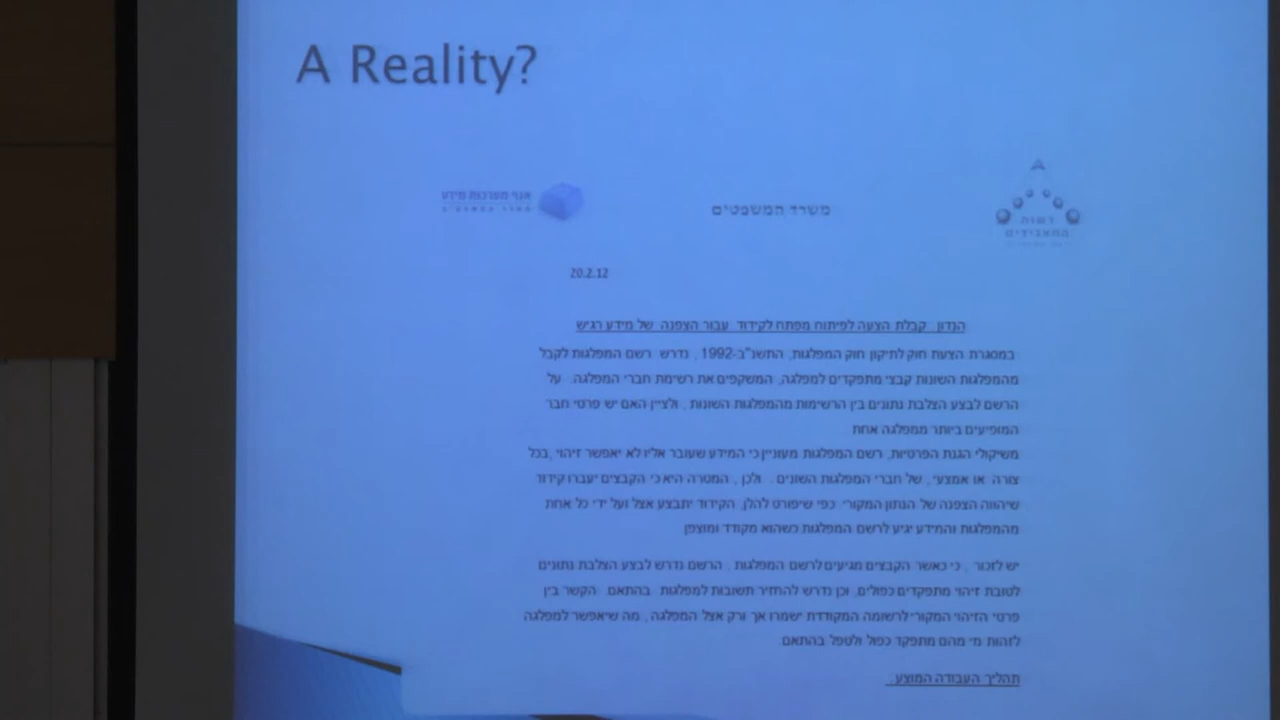 A Reality?
אגף מערכות מידע
משרד המשפטים
רשות
התאגידים
20.2.12
הנדון: קבלת הצעה לפיתוח מפתח לקידוד עבור הצפנה של מידע רגיש
במסגרת הצעת חוק לתיקון חוק המפלגות, התשנ"ב-1992, נדרש רשם המפלגות לקבל
מהמפלגות השונות קבצי מתפקדים למפלגה, המשקפים את רשימת חברי המפלגה. על
הרשם לבצע הצלבת נתונים בין הרשימות מהמפלגות השונות, ולציין האם יש פרטי חבר
המופיעים ביותר ממפלגה אחת
משיקולי הגנת הפרטיות, רשם המפלגות מעוניין כי המידע שעובר אליו לא יאפשר זיהוי, בכל
צורה או אמצעי, של חברי המפלגות השונים. ולכן, המטרה היא כי הקבצים יעברו קידוד
שיהווה הצפנה של הנתון המקורי. כפי שיפורט להלן, הקידוד יתבצע אצל ועל ידי כל אחת
מהמפלגות והמידע יגיע לרשם המפלגות כשהוא מקודד ומוצפן
יש לזכור, כי כאשר הקבצים מגיעים לרשם המפלגות, הרשם נדרש לבצע הצלבת נתונים
לטובת זיהוי מתפקדים כפולים, וכן נדרש להחזיר תשובות למפלגות בהתאם. הקשר בין
פרטי הזיהוי המקורי לרשומה המקודדת ישמרו אך ורק אצל המפלגה, מה שיאפשר למפלגה
לזהות מי מהם מתפקד כפול ולטפל בהתאם.
תהליך העבודה המוצע: